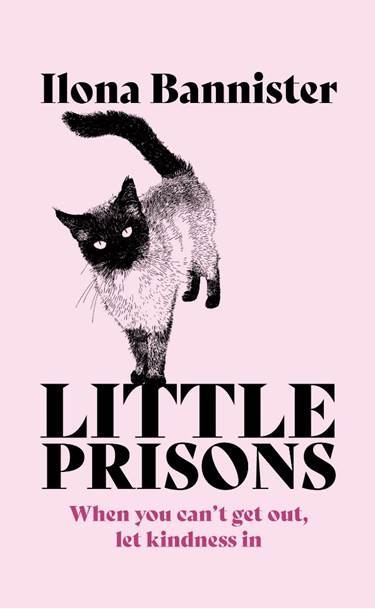 Ilona Bannister
LITTLE
PRISONS
When you can't get out,
let kindness in